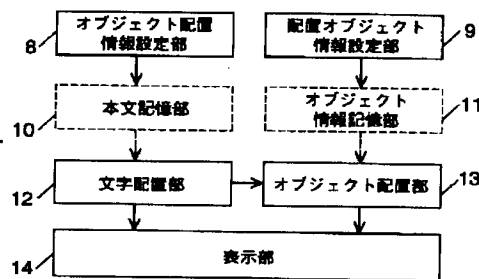 オブジェクト配置
情報設定部
8
配置オブジェクト
情報設定部
9
本文記憶部
10
オブジェクト
情報記憶部
11
文字配置部
12
オブジェクト配置部
13
表示部
14